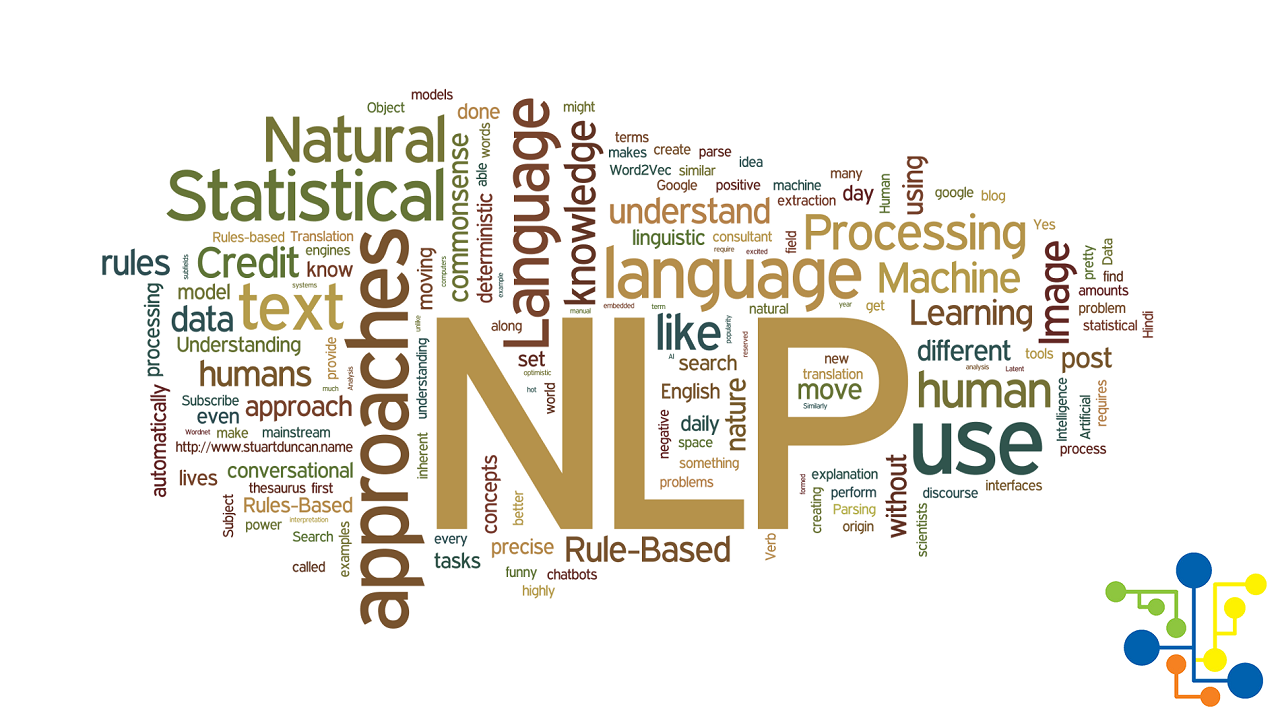 models
Object
done
Natural
Statistical
commonsense
words
able
deterministic
Language
might
knowledge
terms
makes create parse
idea
Word2Vec similar
Google positive machine
many
extraction
day
Human
using
google blog
understand
linguistic consultant
require excited
field
Processing
Yes
language
Machine
Learning
Image
pretty
Data
find
amounts
problem
statistical
Hindi
Rules-based Translation
engines
rules
subfields
Credit
know
systems
moving
computers
example
processing
model
text
data
Understanding
approaches
unlike
humans
provide
Analysis
much
understanding
Subscribe
even
approach
Wordnet make mainstream
http://www.stuartduncan.name
automatically
lives
conversational
inherent
thesaurus first
Subject
Rules-Based
power
interpretation
Search
examples
called
NLP
manual
embedded
term
natural
year
get
along
set
optimistic
hot
world
like
popularity
reserved
AI
search
English
nature
negative
daily
space
something
problems
new
translation
move
Similarly
different
tools
post
analysis
Latent
human
Intelligence
Artificial
requires
use
process
concepts
better
every
tasks
precise
Rule-Based
Verb
funny
chatbots
highly
formed
explanation
perform
creating
Parsing
origin
without
discourse
interfaces
scientists